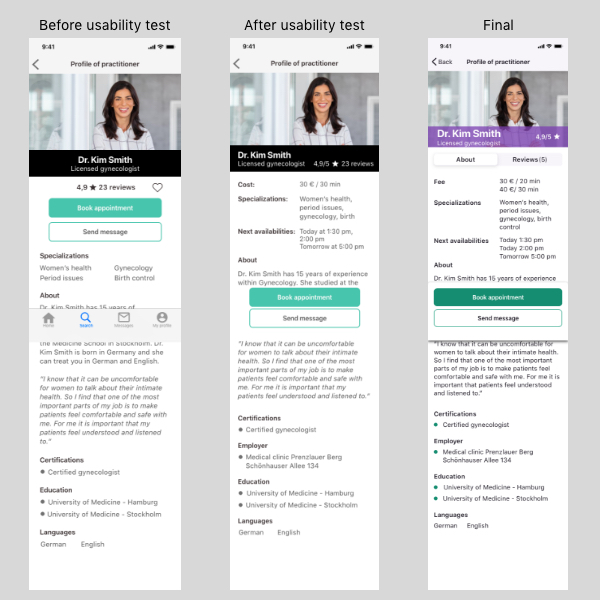 Before usability test
9:41
Profile of practitioner
Dr. Kim Smith
Licensed gynecologist
4,9 ★ 23 reviews
Book appointment
Send message
Specializations
Women's health Gynecology
Period issues Birth control
About
Dr. Kim Smith has 15 years of
Home Search Messages My profile
the Medicine School in Stockholm. Dr.
Kim Smith is born in Germany and she
can treat you in German and English.
"I know that it can be uncomfortable
for women to talk about their intimate
health. So I find that one of the most
important parts of my job is to make
patients feel comfortable and safe with
me. For me it is important that my
patients feel understood and listened
to."
Certifications
Certified gynecologist
Education
University of Medicine - Hamburg
University of Medicine - Stockholm
Languages
German English
After usability test
9:41
Profile of practitioner
Dr. Kim Smith
Licensed gynecologist 4,9/5 ★ 23 reviews
Cost: 30 € / 30 min
Specializations: Women's health,
period issues,
gynecology, birth
Next availabilities: Today at 1:30 pm,
2:00 pm
Tomorrow at 5:00 pm
About
Dr. Kim Smith has 15 years of experience
within Gynecology. She studied at the
Book appointment
Send message
"I know that it can be uncomfortable
for women to talk about their intimate
health. So I find that one of the most
important parts of my job is to make
patients feel comfortable and safe with
me. For me it is important that my
patients feel understood and listened to."
Certifications
Certified gynecologist
Employer
Medical clinic Prenzlauer Berg
Schönhauser Allee 134
Education
University of Medicine - Hamburg
University of Medicine - Stockholm
Languages
German English
Final
9:41
Back Profile of practitioner
Dr. Kim Smith
Licensed gynecologist 4,9/5 ★
About Reviews (5)
Fee 30 € / 20 min
40 €/ 30 min
Specializations Women's health,
period issues,
gynecology, birth
control
Next availabilities Today 1:30 pm
Today 2:00 pm
Tomorrow 5:00 pm
About
Dr. Kim Smith has 15 years of experience
Book appointment
Send message
"I know that it can be uncomfortable for
women to talk about their intimate health.
So I find that one of the most important
parts of my job is to make patients feel
comfortable and safe with me. For me it is
important that my patients feel understood
and listened to."
Certifications
Certified gynecologist
Employer
Medical clinic Prenzlauer Berg
Schönhauser Allee 134
Education
University of Medicine - Hamburg
University of Medicine - Stockholm
Languages
German English